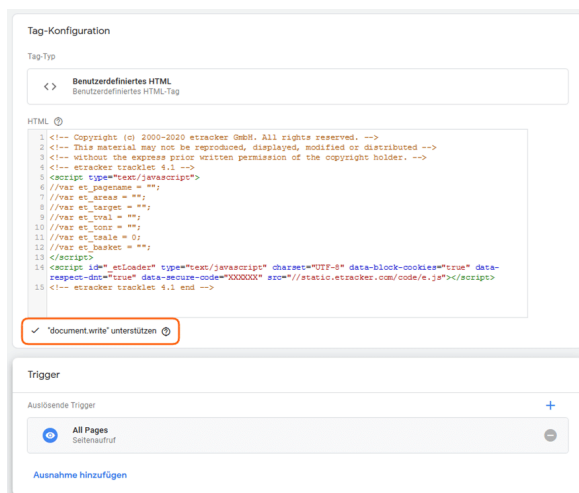 Tag-Konfiguration
Tag-Typ
Benutzerdefiniertes HTML
Benutzerdefiniertes HTML-Tag
HTML
1 <!-- Copyright (c) 2000-2020 etracker GmbH. All rights reserved. -->
2 <!-- This material may not be reproduced, displayed, modified or distributed -->
3 <!-- without the express prior written permission of the copyright holder. -->
4 <!-- etracker tracklet 4.1 -->
5 <script type="text/javascript">
6 //var et_pagename = "";
7 //var et_areas = "";
8 //var et_target = "";
9 //var et_tval = "";
10 //var et_tonr = "";
11 //var et_tsale = 0;
12 //var et_basket = "";
13 </script>
14 <script id="_etLoader" type="text/javascript" charset="UTF-8" data-block-cookies="true" data-
respect-dnt="true" data-secure-code="XXXXXX" src="//static.etracker.com/code/e.js"></script>
15 <!-- etracker tracklet 4.1 end -->
"document.write" unterstützen
Trigger
Auslösende Trigger
All Pages
Seitenaufruf
Ausnahme hinzufügen